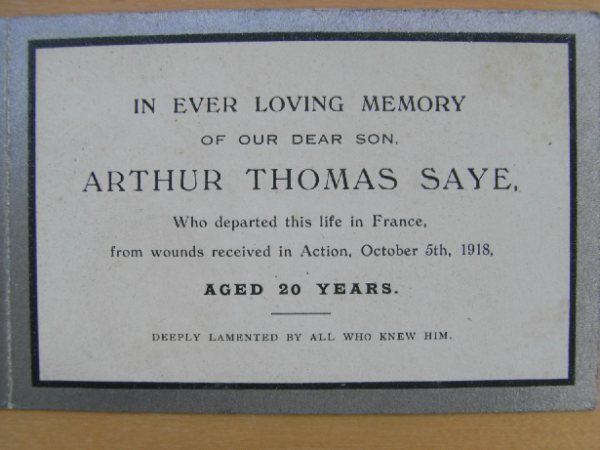 IN EVER LOVING MEMORY
OF OUR DEAR SON,
ARTHUR THOMAS SAYE,
Who departed this life in France,
from wounds received in Action, October 5th, 1918,
AGED 20 YEARS.
DEEPLY LAMENTED BY ALL WHO KNEW HIM.